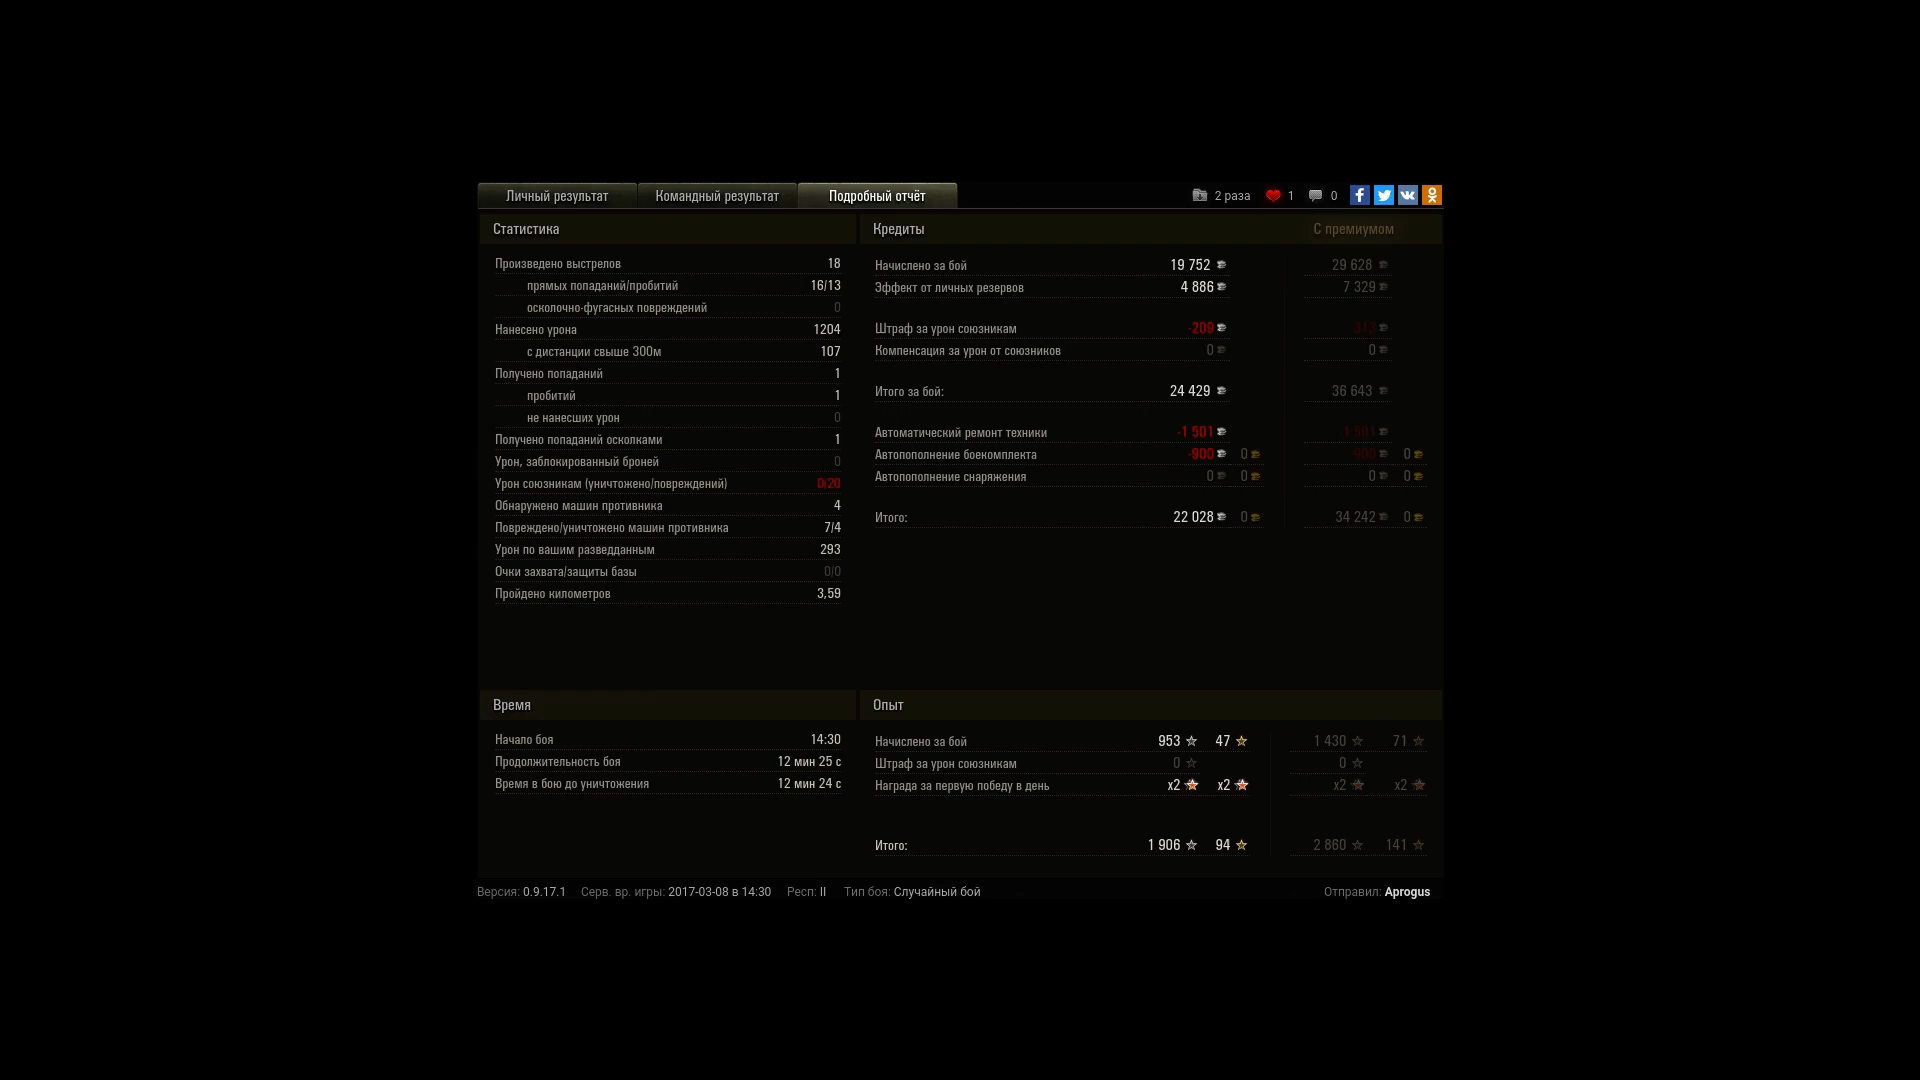 Личный результат Командный результат Подробный отчёт 2 раза 1 0
Статистика
Произведено выстрелов 18
прямых попаданий/пробитий 16/13
осколочно-фугасных повреждений 0
Нанесено урона 1204
с дистанции свыше 300м 107
Получено попаданий 1
пробитий 1
не нанесших урон 0
Получено попаданий осколками 1
Урон, заблокированный броней 0
Урон союзникам (уничтожено/повреждений) 0/20
Обнаружено машин противника 4
Повреждено/уничтожено машин противника 7/4
Урон по вашим разведданным 293
Очки захвата/защиты базы 0/0
Пройдено километров 3,59
Кредиты С премиумом
Начислено за бой 19 752 29 628
Эффект от личных резервов 4 886 7 329
Штраф за урон союзникам -209 -313
Компенсация за урон от союзников 0 0
Итого за бой: 24 429 36 643
Автоматический ремонт техники -1 501 -1 501
Автопополнение боекомплекта -900 0 -900 0
Автопополнение снаряжения 0 0 0 0
Итого: 22 028 0 34 242 0
Время
Начало боя 14:30
Продолжительность боя 12 мин 25 с
Время в бою до уничтожения 12 мин 24 с
Опыт
Начислено за бой 953 47 1 430 71
Штраф за урон союзникам 0 0
Награда за первую победу в день x2 x2 x2 x2
Итого: 1 906 94 2 860 141
Версия: 0.9.17.1 Серв. вр. игры: 2017-03-08 в 14:30 Респ: II Тип боя: Случайный бой Отправил: Aprogus